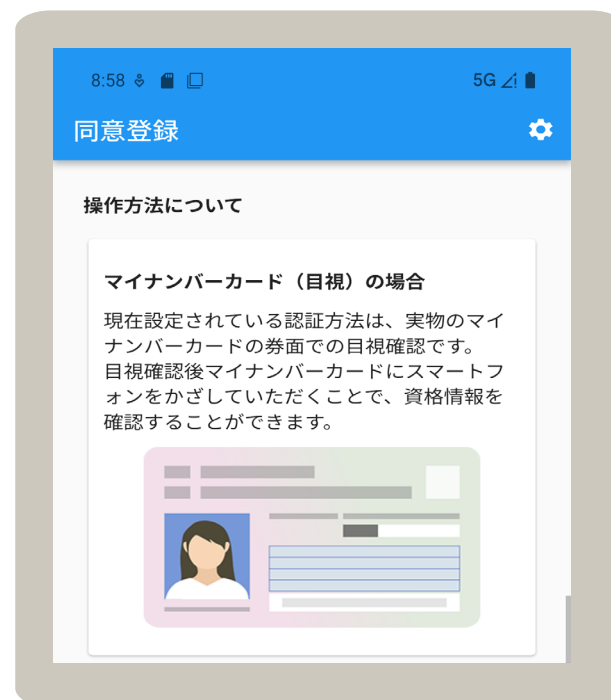 8:58 5G
同意登録
操作方法について
マイナンバーカード（目視）の場合
現在設定されている認証方法は、実物のマイ
ナンバーカードの券面での目視確認です。
目視確認後マイナンバーカードにスマートフ
ォンをかざしていただくことで、資格情報を
確認することができます。